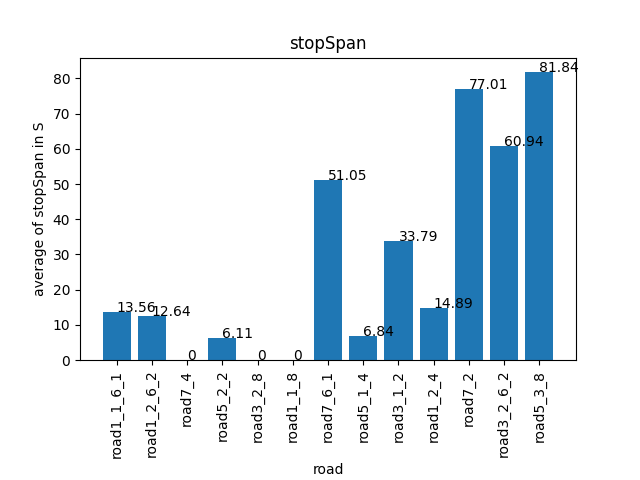 stopSpan
average of stopSpan in S
80
70
60
50
40
30
20
10
0
13.56
12.64
0
6.11
0
0
51.05
6.84
33.79
14.89
77.01
60.94
81.84
road1_1_6_1
road1_2_6_2
road7_4
road5_2_2
road3_2_8
road1_1_8
road7_6_1
road5_1_4
road3_1_2
road1_2_4
road7_2
road3_2_6_2
road5_3_8
road